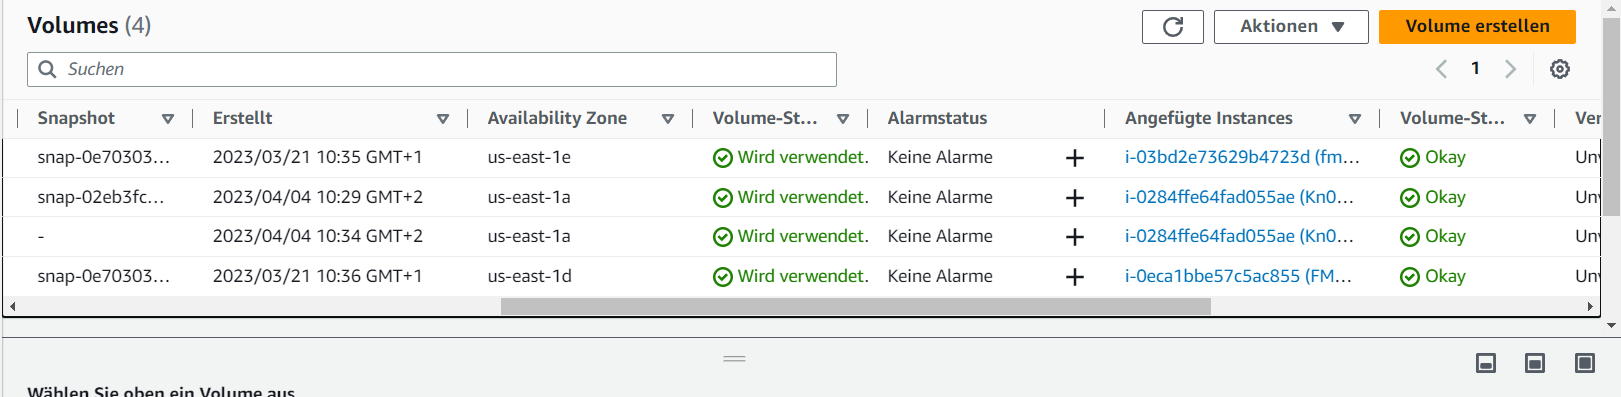 Volumes (4)
Aktionen
Volume erstellen
Suchen
1
Snapshot Erstellt Availability Zone Volume-St... Alarmstatus Angefügte Instances Volume-St... Ver
snap-0e70303... 2023/03/21 10:35 GMT+1 us-east-1e Wird verwendet. Keine Alarme + i-03bd2e73629b4723d (fm... Okay
snap-02eb3fc... 2023/04/04 10:29 GMT+2 us-east-1a Wird verwendet. Keine Alarme + i-0284ffe64fad055ae (Kn0... Okay
- 2023/04/04 10:34 GMT+2 us-east-1a Wird verwendet. Keine Alarme + i-0284ffe64fad055ae (Kn0... Okay
snap-0e70303... 2023/03/21 10:36 GMT+1 us-east-1d Wird verwendet. Keine Alarme + i-0eca1bbe57c5ac855 (FM... Okay
Wählen Sie oben ein Volume aus